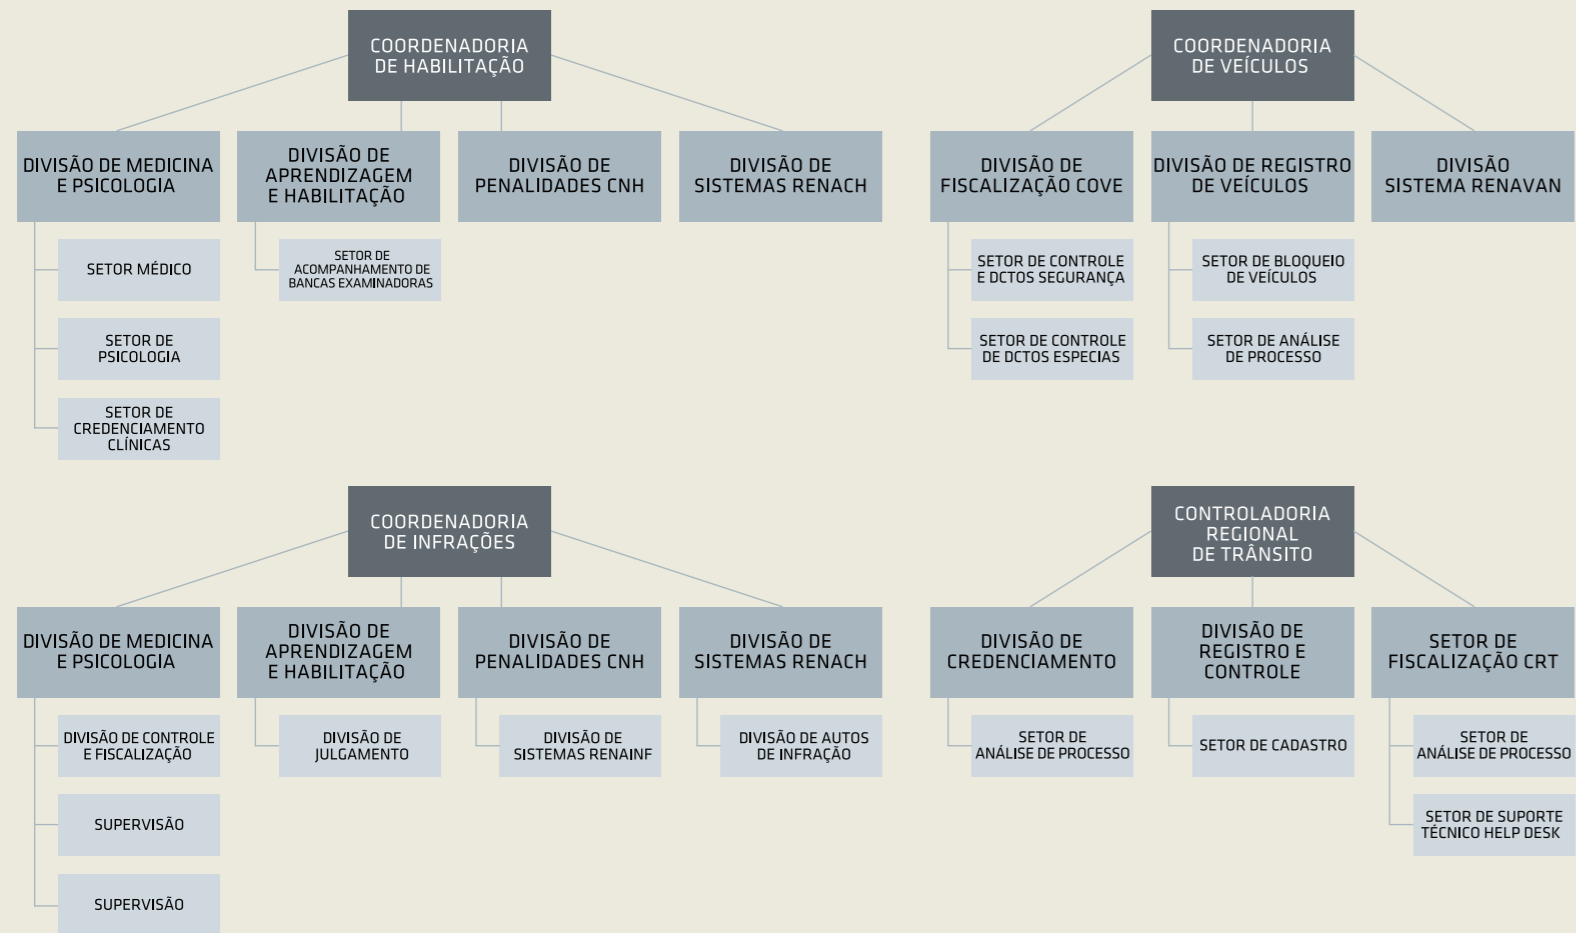 COORDENADORIA
DE HABILITAÇÃO
DIVISÃO DE MEDICINA
E PSICOLOGIA
SETOR MÉDICO
SETOR DE
PSICOLOGIA
SETOR DE
CREDENCIAMENTO
CLÍNICAS
DIVISÃO DE
APRENDIZAGEM
E HABILITAÇÃO
SETOR DE
ACOMPANHAMENTO DE
BANCAS EXAMINADORAS
DIVISÃO DE
PENALIDADES CNH
DIVISÃO DE
SISTEMAS RENACH
COORDENADORIA
DE VEÍCULOS
DIVISÃO DE
FISCALIZAÇÃO COVE
SETOR DE CONTROLE
E DCTOS SEGURANÇA
SETOR DE CONTROLE
DE DCTOS ESPECIAS
DIVISÃO DE REGISTRO
DE VEÍCULOS
SETOR DE BLOQUEIO
DE VEÍCULOS
SETOR DE ANÁLISE
DE PROCESSO
DIVISÃO
SISTEMA RENAVAN
COORDENADORIA
DE INFRAÇÕES
DIVISÃO DE MEDICINA
E PSICOLOGIA
DIVISÃO DE CONTROLE
E FISCALIZAÇÃO
SUPERVISÃO
SUPERVISÃO
DIVISÃO DE
APRENDIZAGEM
E HABILITAÇÃO
DIVISÃO DE
JULGAMENTO
DIVISÃO DE
PENALIDADES CNH
DIVISÃO DE
SISTEMAS RENAINF
DIVISÃO DE
SISTEMAS RENACH
DIVISÃO DE AUTOS
DE INFRAÇÃO
CONTROLADORIA
REGIONAL
DE TRÂNSITO
DIVISÃO DE
CREDENCIAMENTO
SETOR DE
ANÁLISE DE PROCESSO
DIVISÃO DE
REGISTRO E
CONTROLE
SETOR DE CADASTRO
SETOR DE
FISCALIZAÇÃO CRT
SETOR DE
ANÁLISE DE PROCESSO
SETOR DE SUPORTE
TÉCNICO HELP DESK